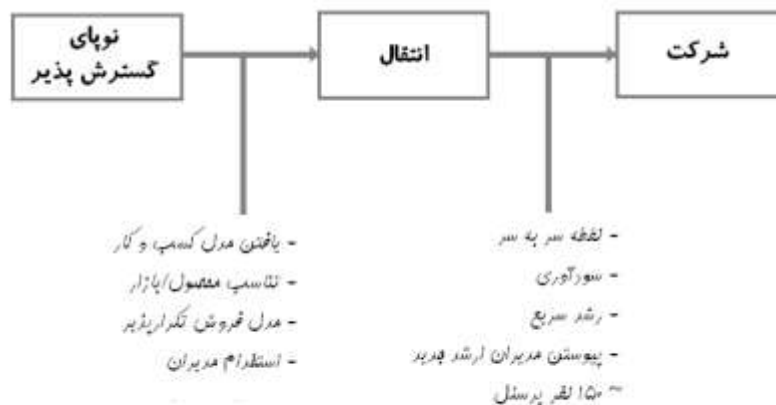 نوپای
گسترش پذیر
انتقال
شرکت
- یافتن مدل کسب و کار
- تناسب محصول/بازار
- مدل فروش تکرارپذیر
- استخدام مدیران
- نقطه سر به سر
- سودآوری
- رشد سریع
- پیوستن مدیران ارشد جدید
~ ۱۵۰ نفر پرسنل